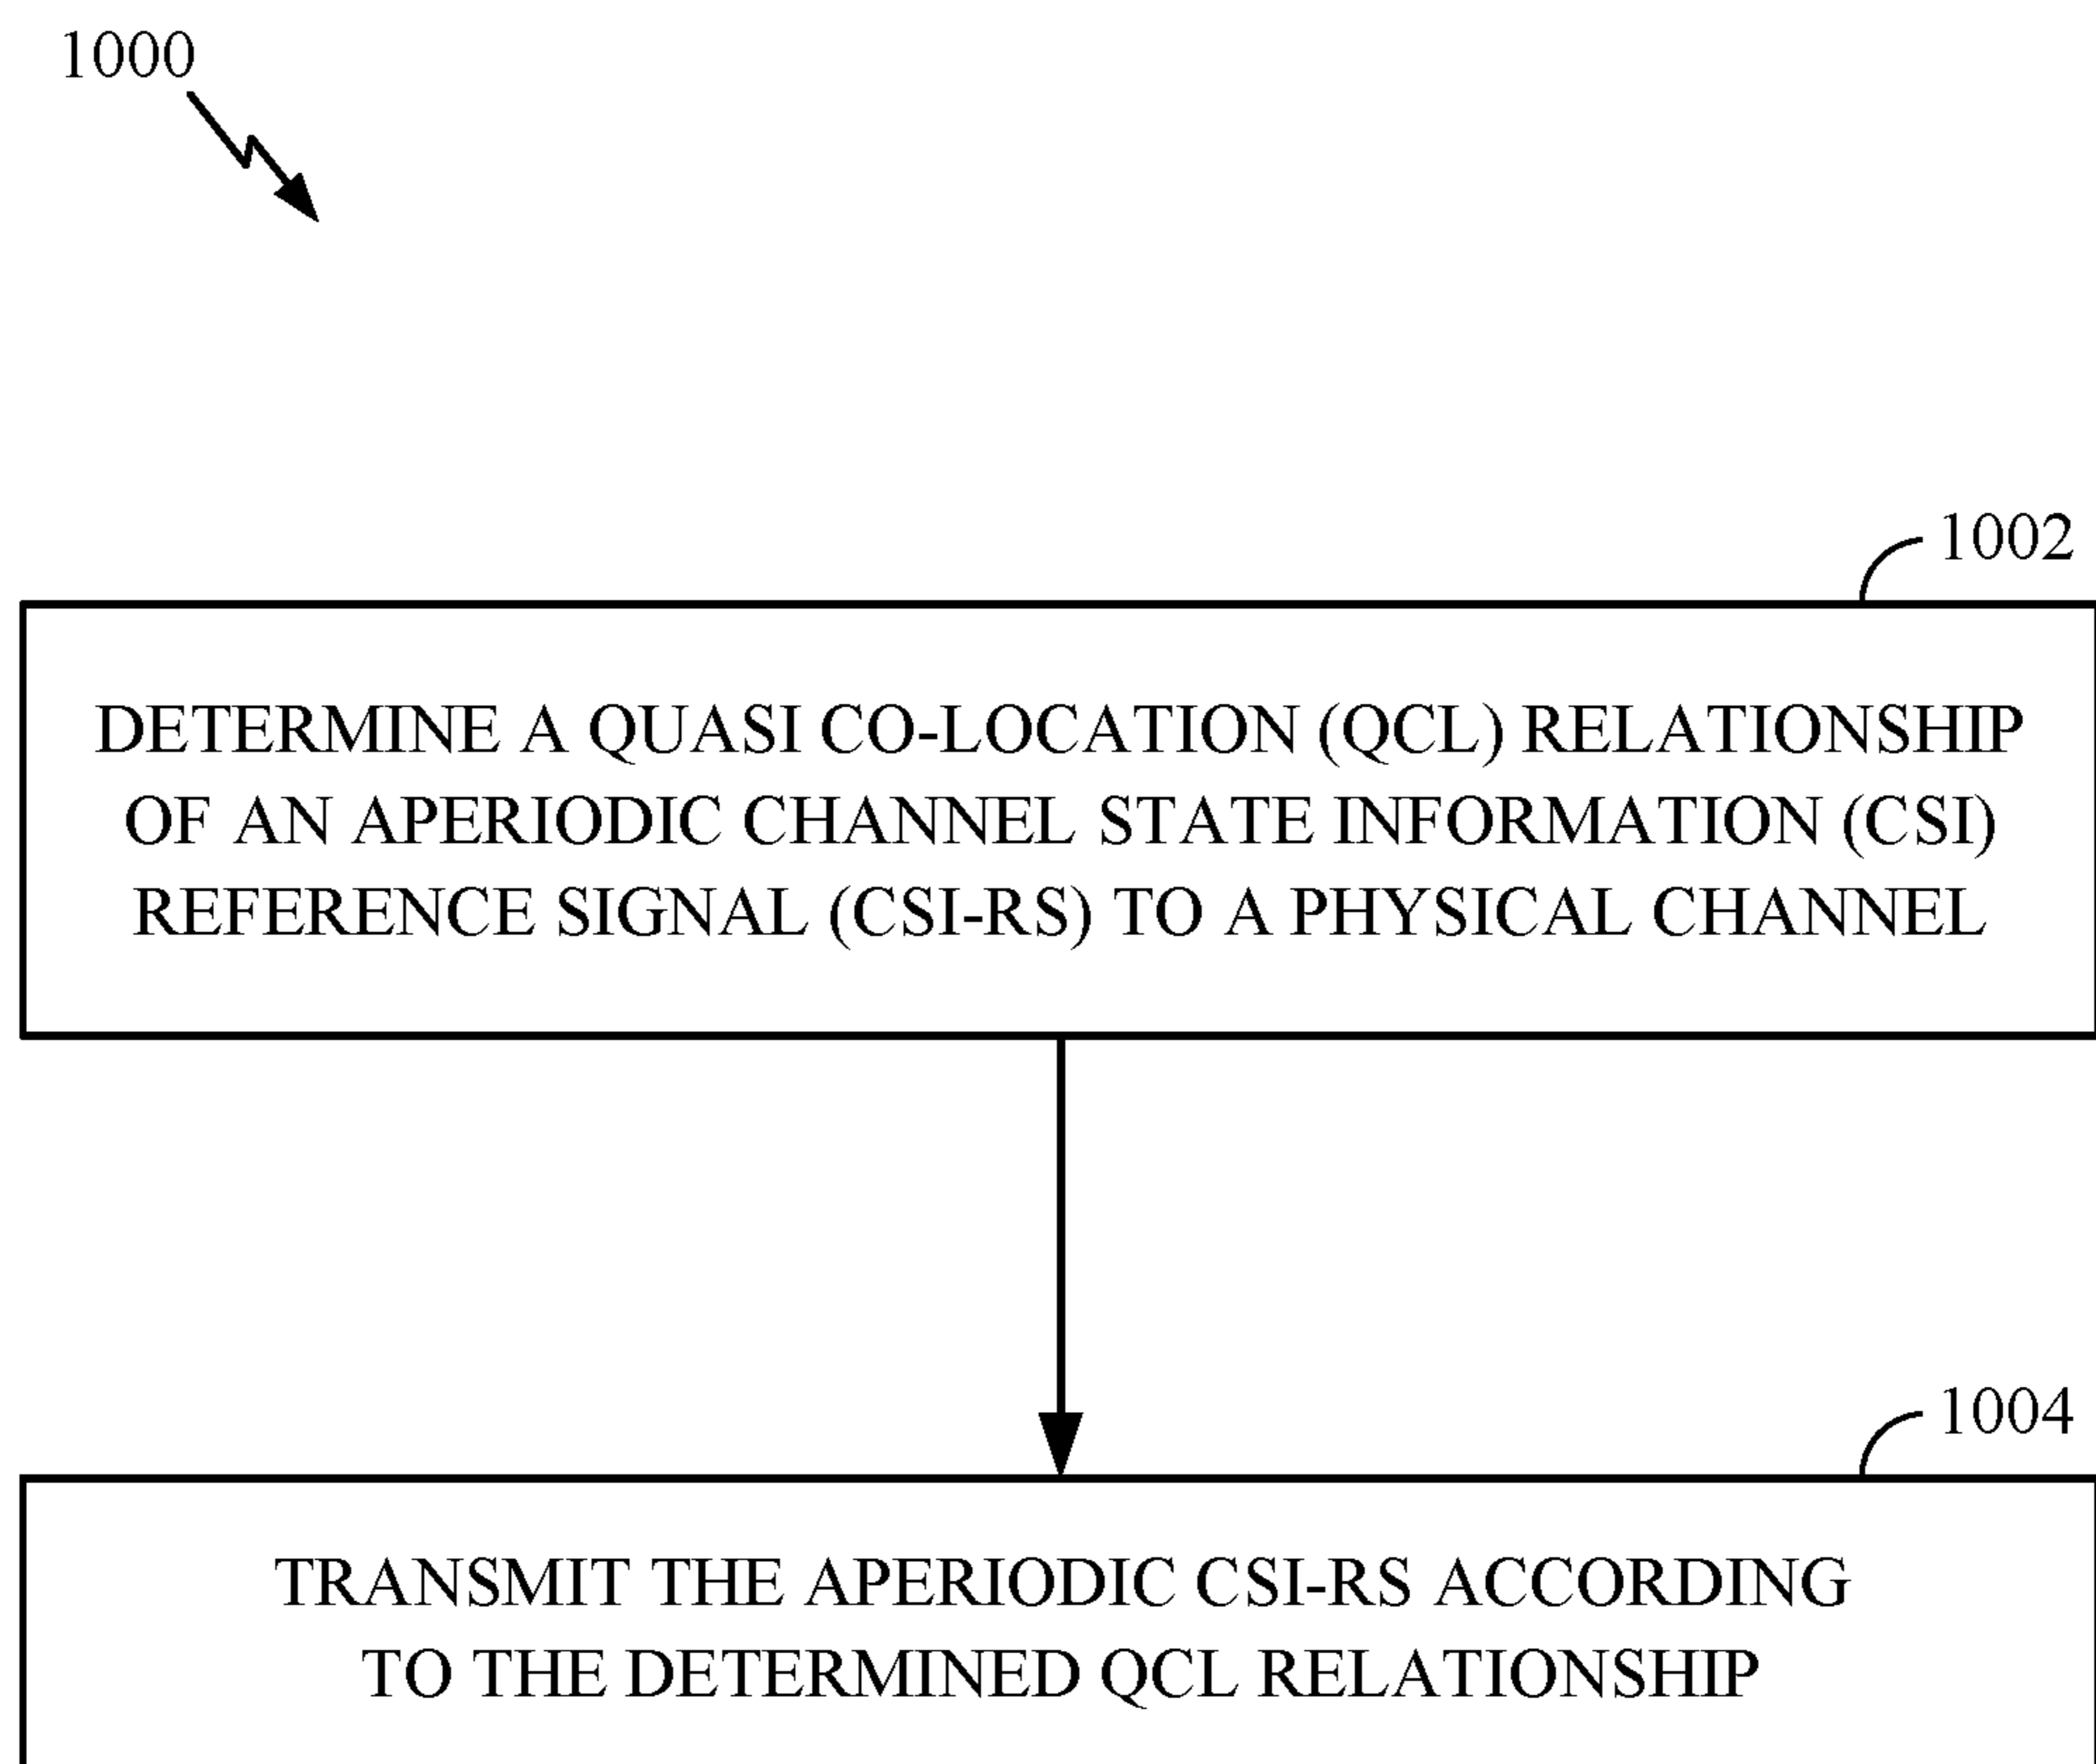 1000
1002
DETERMINE A QUASI CO-LOCATION (QCL) RELATIONSHIP
OF AN APERIODIC CHANNEL STATE INFORMATION (CSI)
REFERENCE SIGNAL (CSI-RS) TO A PHYSICAL CHANNEL
1004
TRANSMIT THE APERIODIC CSI-RS ACCORDING
TO THE DETERMINED QCL RELATIONSHIP